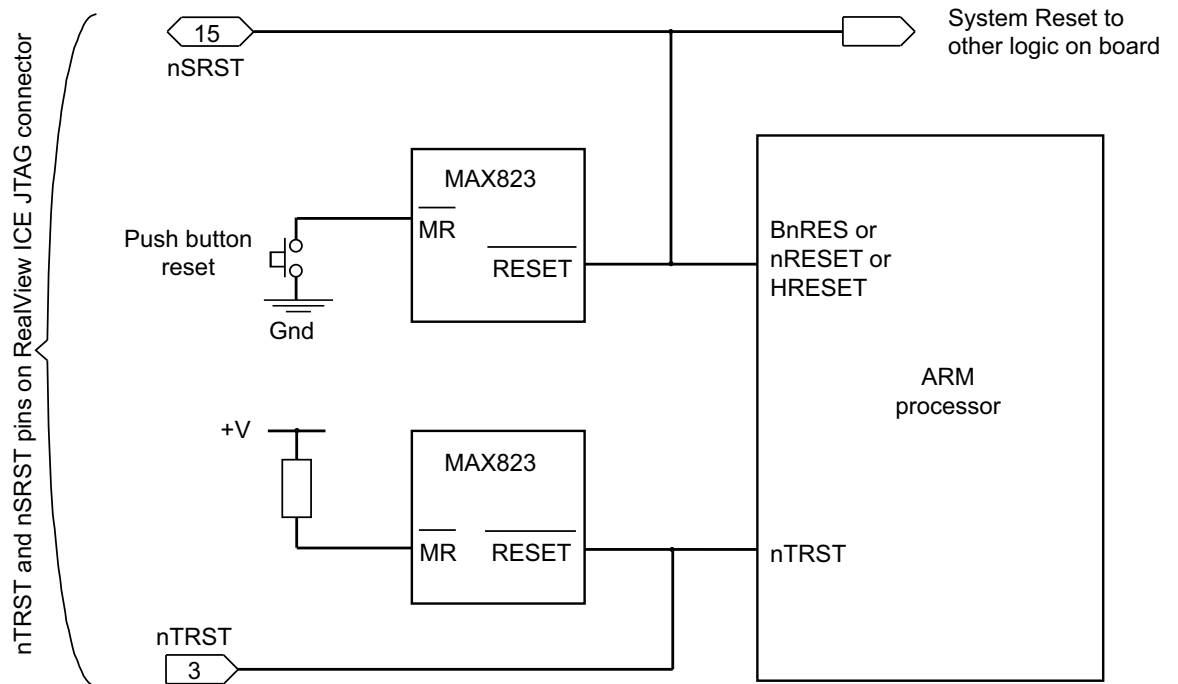 nTRST and nSRST pins on RealView ICE JTAG connector
15
nSRST
System Reset to
other logic on board
MAX823
MR
RESET
Push button
reset
Gnd
BnRES or
nRESET or
HRESET
ARM
processor
+V
MAX823
MR
RESET
nTRST
nTRST
3